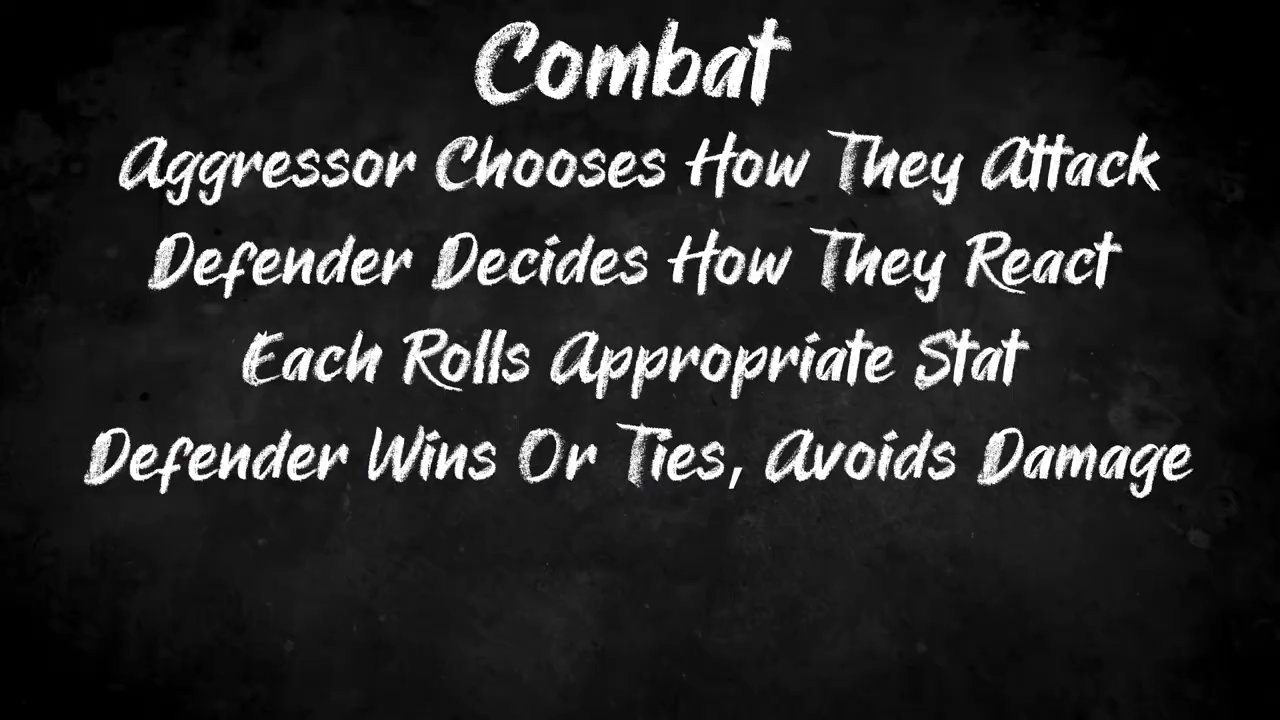 Combat
Aggressor Chooses How They Attack
Defender Decides How They React
Each Rolls Appropriate Stat
Defender Wins Or Ties, Avoids Damage